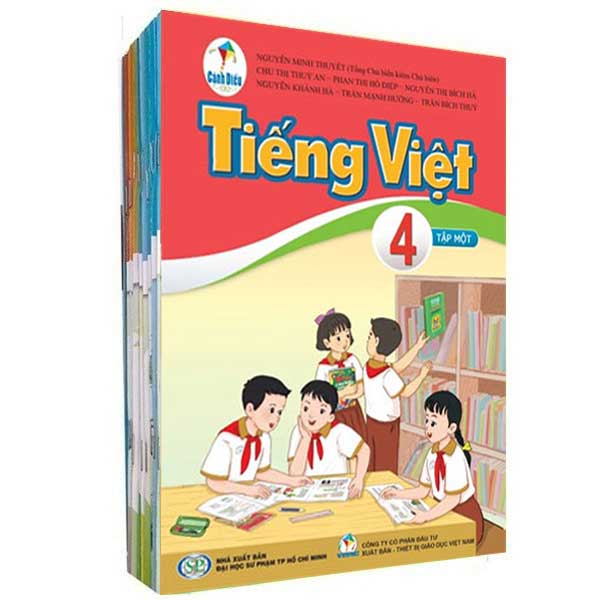 Cánh Diều
NGUYỄN MINH THUYẾT (Tổng Chủ biên kiêm Chủ biên)
CHU THỊ THUỶ AN – PHAN THỊ HỒ ĐIỆP – NGUYỄN THỊ BÍCH HÀ
NGUYỄN KHÁNH HÀ – TRẦN MẠNH HƯỞNG – TRẦN BÍCH THUỶ
Tiếng Việt
4
TẬP MỘT
NHÀ XUẤT BẢN
ĐẠI HỌC SƯ PHẠM TP HỒ CHÍ MINH
CÔNG TY CỔ PHẦN ĐẦU TƯ
XUẤT BẢN - THIẾT BỊ GIÁO DỤC VIỆT NAM